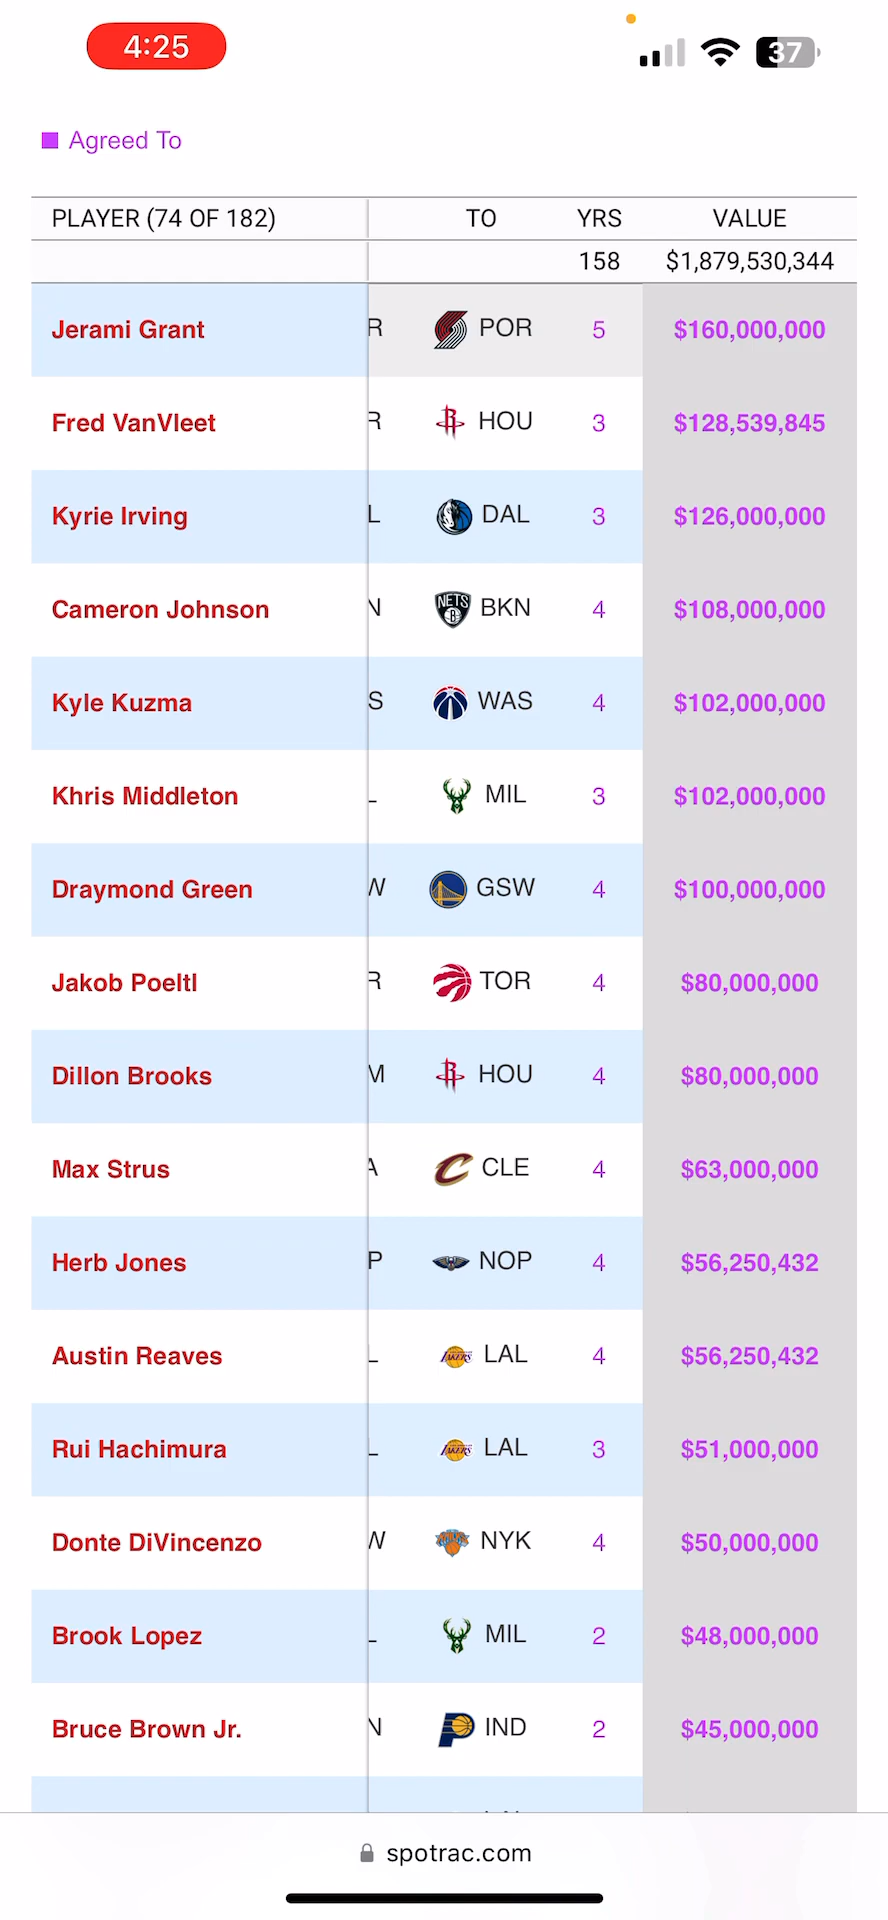 4:25
37
Agreed To
PLAYER (74 OF 182) TO YRS VALUE
158 $1,879,530,344
Jerami Grant R POR 5 $160,000,000
Fred VanVleet R HOU 3 $128,539,845
Kyrie Irving L DAL 3 $126,000,000
Cameron Johnson N NETS B BKN 4 $108,000,000
Kyle Kuzma S WAS 4 $102,000,000
Khris Middleton MIL 3 $102,000,000
Draymond Green W GSW 4 $100,000,000
Jakob Poeltl R TOR 4 $80,000,000
Dillon Brooks M R HOU 4 $80,000,000
Max Strus A C CLE 4 $63,000,000
Herb Jones P NOP 4 $56,250,432
Austin Reaves L LAKERS LAL 4 $56,250,432
Rui Hachimura L LAKERS LAL 3 $51,000,000
Donte DiVincenzo W NYK 4 $50,000,000
Brook Lopez MIL 2 $48,000,000
Bruce Brown Jr. N P IND 2 $45,000,000
spotrac.com